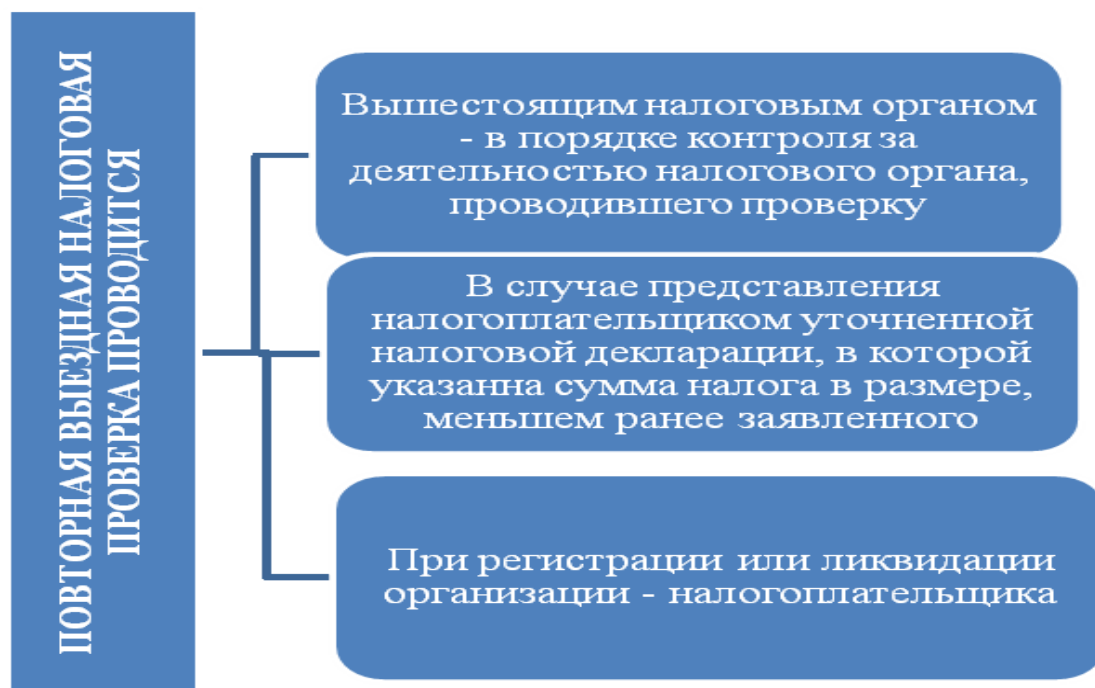 ПОВТОРНАЯ ВЫЕЗДНАЯ НАЛОГОВАЯ
ПРОВЕРКА ПРОВОДИТСЯ
Вышестоящим налоговым органом
- в порядке контроля за
деятельностью налогового органа,
проводившего проверку
В случае представления
налогоплательщиком уточненной
налоговой декларации, в которой
указанна сумма налога в размере,
меньшем ранее заявленного
При регистрации или ликвидации
организации - налогоплательщика